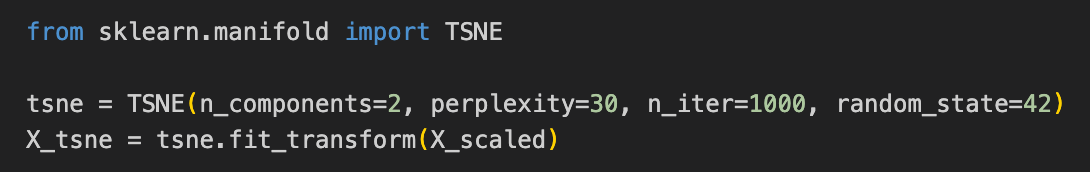 from sklearn.manifold import TSNE
tsne = TSNE(n_components=2, perplexity=30, n_iter=1000, random_state=42)
X_tsne = tsne.fit_transform(X_scaled)